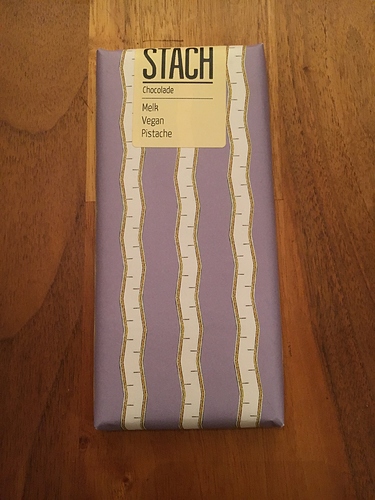 STACH
Chocolade
Melk
Vegan
Pistache